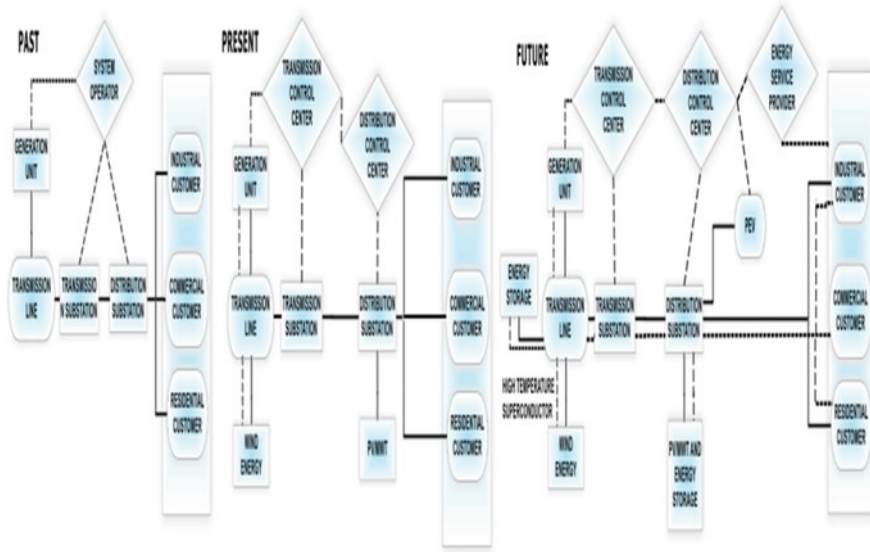 PAST
SYSTEM
OPERATOR
GENERATION
UNIT
TRANSMISSION
LINE
TRANSMISSIO
N SUBSTATION
DISTRIBUTION
SUBSTATION
INDUSTRIAL
CUSTOMER
COMMERCIAL
CUSTOMER
RESIDENTIAL
CUSTOMER
PRESENT
TRANSMISSION
CONTROL
CENTER
DISTRIBUTION
CONTROL
CENTER
GENERATION
UNIT
TRANSMISSION
LINE
TRANSMISSION
SUBSTATION
DISTRIBUTION
SUBSTATION
WIND
ENERGY
PV/MWT
INDUSTRIAL
CUSTOMER
COMMERCIAL
CUSTOMER
RESIDENTIAL
CUSTOMER
FUTURE
TRANSMISSION
CONTROL
CENTER
DISTRIBUTION
CONTROL
CENTER
ENERGY
SERVICE
PROVIDER
GENERATION
UNIT
PEV
ENERGY
STORAGE
TRANSMISSION
LINE
TRANSMISSION
SUBSTATION
DISTRIBUTION
SUBSTATION
HIGH TEMPERATURE
SUPERCONDUCTOR
WIND
ENERGY
PV/MWT AND
ENERGY
STORAGE
INDUSTRIAL
CUSTOMER
COMMERCIAL
CUSTOMER
RESIDENTIAL
CUSTOMER